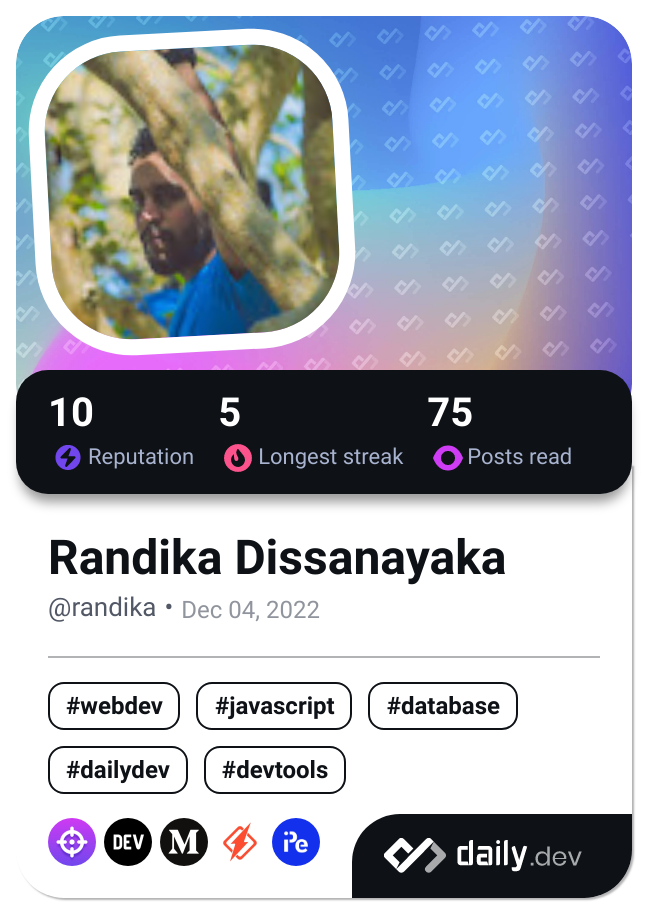 10 5 75
Reputation Longest streak Posts read
Randika Dissanayaka
@randika • Dec 04, 2022
#webdev #javascript #database
#dailydev #devtools
DEV M iPe daily.dev